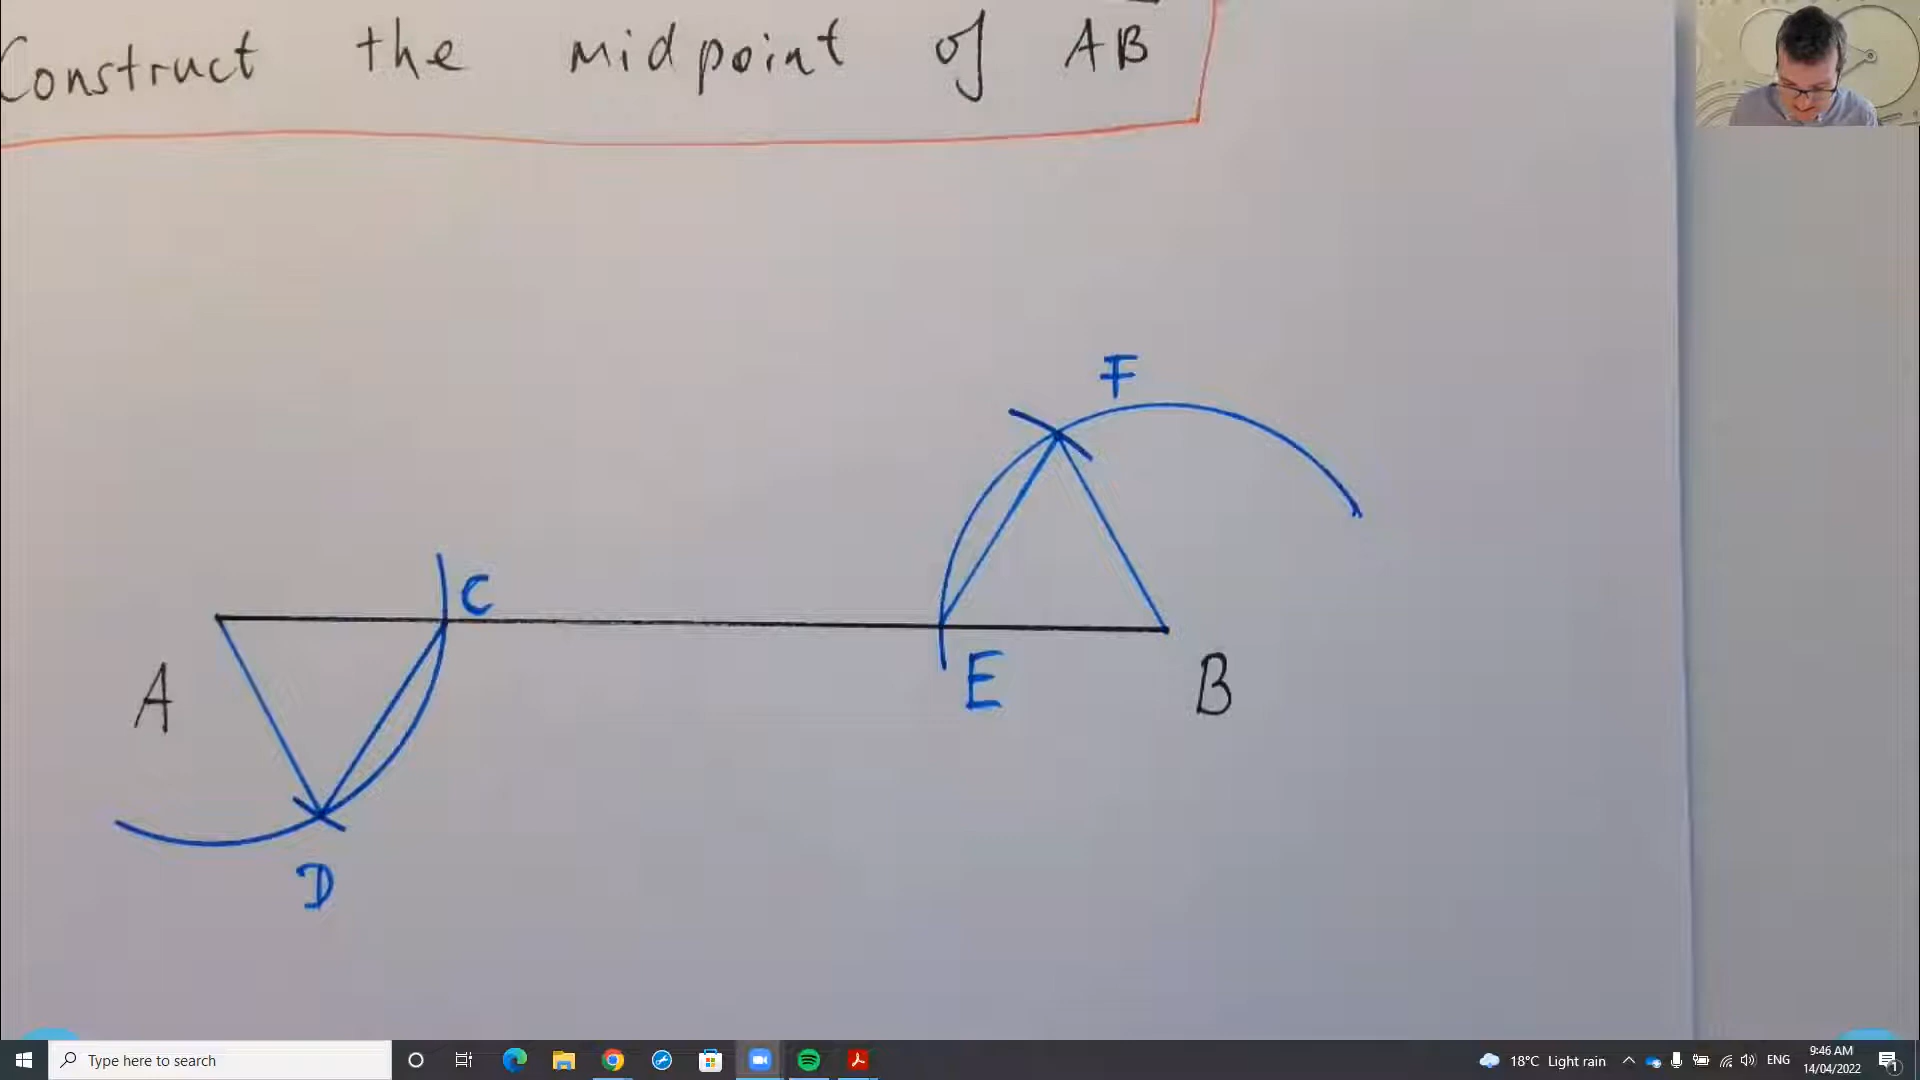 Construct the midpoint of AB
F
C
A
E
B
D
Type here to search
18°C Light rain
ENG
9:46 AM
14/04/2022
1